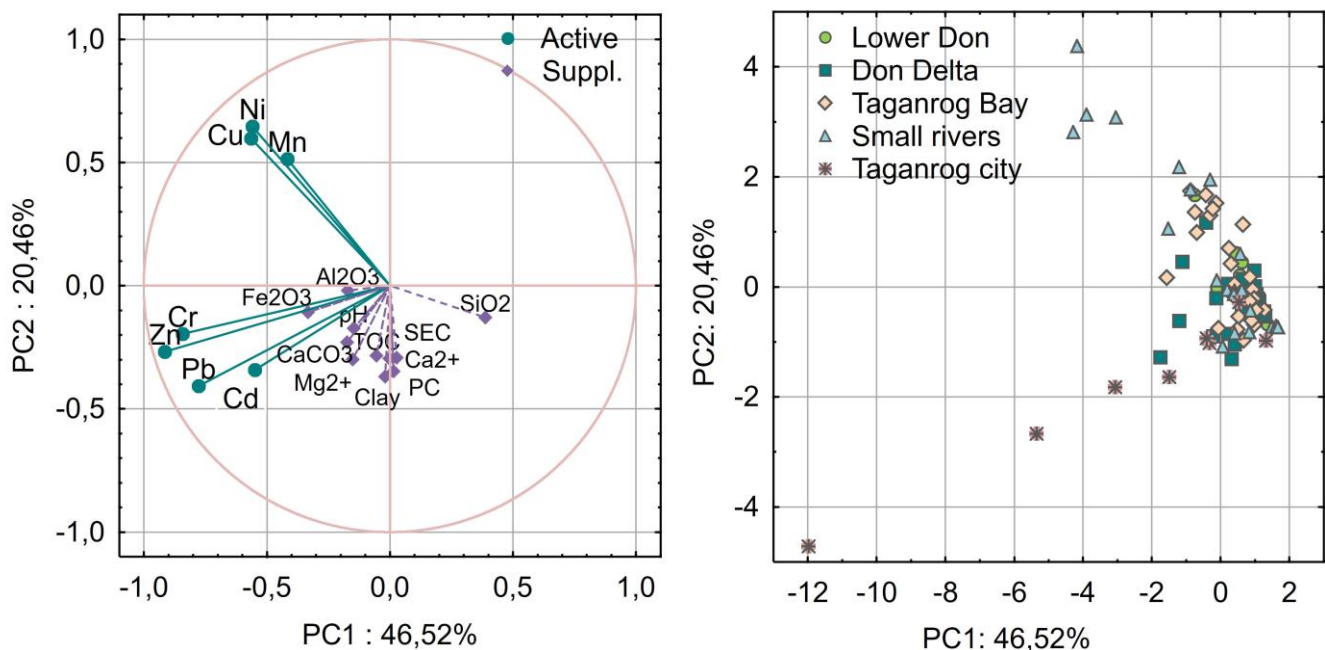 1,0
0,5
0,0
-0,5
-1,0
PC2 : 20,46%
Active
Suppl.
Ni
Cu
Mn
Al2O3
Fe2O3
SiO2
Cr
pH
SEC
Zn
TOC
CaCO3
Ca2+
Pb
Mg2+
PC
Cd
Clay
-1,0 -0,5 0,0 0,5 1,0
PC1 : 46,52%
4
2
0
-2
-4
PC2: 20,46%
Lower Don
Don Delta
Taganrog Bay
Small rivers
Taganrog city
-12 -10 -8 -6 -4 -2 0 2
PC1: 46,52%